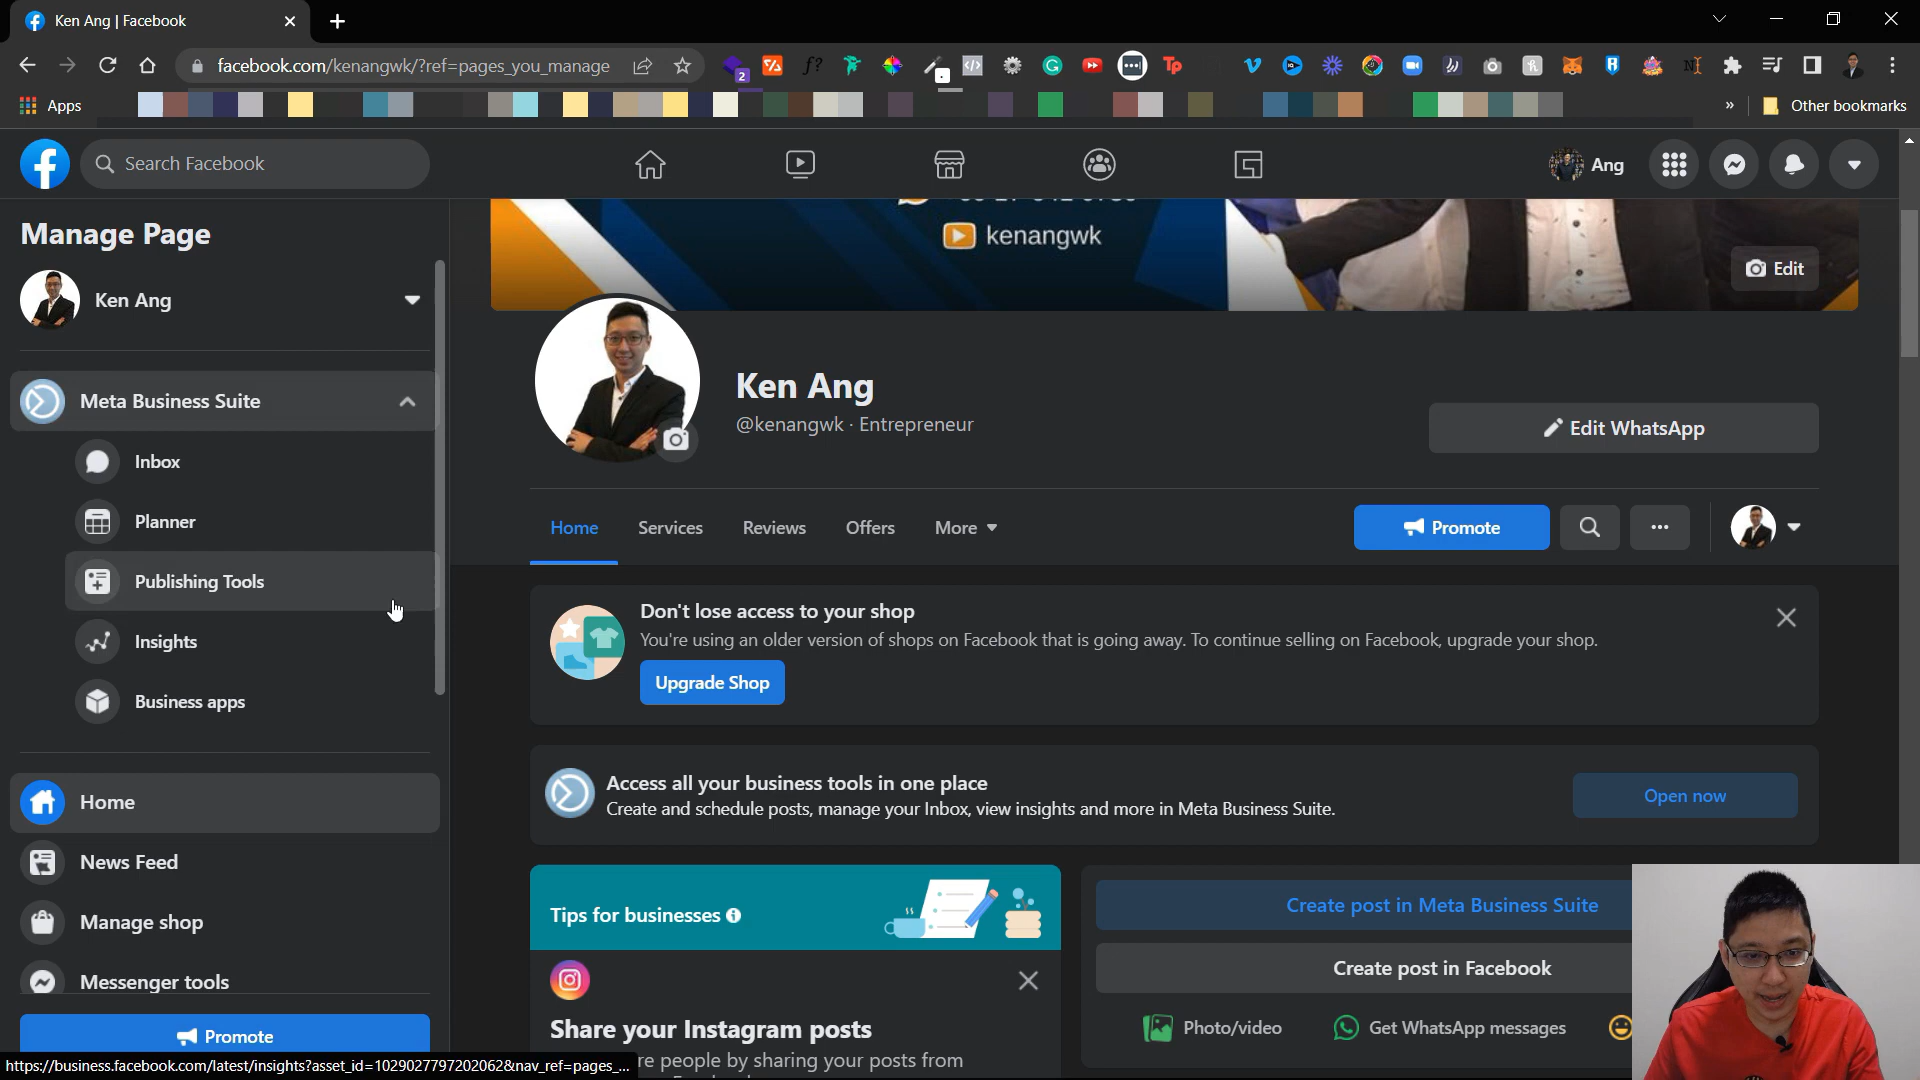 Ken Ang | Facebook
facebook.com/kenangwk/?ref=pages_you_manage
2
Apps
»
Other bookmarks
Search Facebook
Ang
Manage Page
Ken Ang
Meta Business Suite
Inbox
Planner
Publishing Tools
Insights
Business apps
Home
News Feed
Manage shop
Messenger tools
Promote
https://business.facebook.com/latest/insights?asset_id=1029027797202062&nav_ref=pages_...
kenangwk
Edit
Ken Ang
@kenangwk · Entrepreneur
Edit WhatsApp
Home
Services
Reviews
Offers
More
Promote
Don't lose access to your shop
You're using an older version of shops on Facebook that is going away. To continue selling on Facebook, upgrade your shop.
Upgrade Shop
Access all your business tools in one place
Create and schedule posts, manage your Inbox, view insights and more in Meta Business Suite.
Open now
Tips for businesses
Share your Instagram posts
re people by sharing your posts from
Create post in Meta Business Suite
Create post in Facebook
Photo/video
Get WhatsApp messages